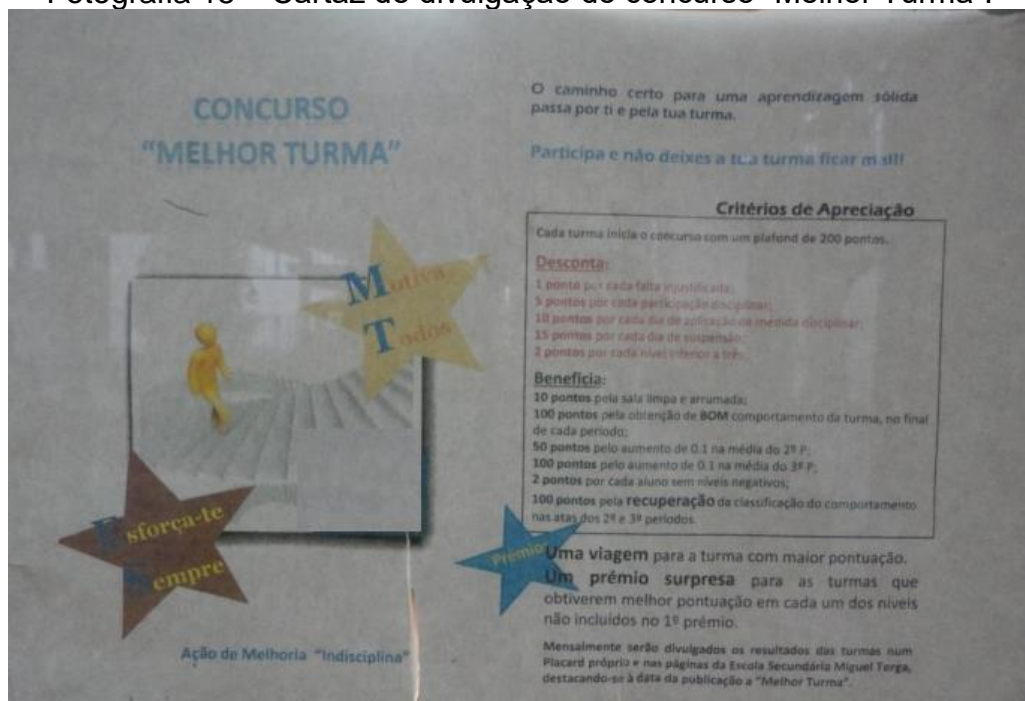 CONCURSO
"MELHOR TURMA"
Motiva
Todos
Esforça-te
Sempre
Ação de Melhoria "Indisciplina"
O caminho certo para uma aprendizagem sólida
passa por ti e pela tua turma.
Participa e não deixes a tua turma ficar mal!!
Critérios de Apreciação
Cada turma inicia o concurso com um plafond de 200 pontos.
Desconta:
1 ponto por cada falta injustificada;
5 pontos por cada participação disciplinar;
10 pontos por cada dia de aplicação de medida disciplinar;
15 pontos por cada dia de suspensão;
2 pontos por cada nível inferior a três.
Beneficia:
10 pontos pela sala limpa e arrumada;
100 pontos pela obtenção de BOM comportamento da turma, no final
de cada período;
50 pontos pelo aumento de 0.1 na média do 2º P;
100 pontos pelo aumento de 0.1 na média do 3º P;
2 pontos por cada aluno sem níveis negativos;
100 pontos pela recuperação da classificação do comportamento
nas atas dos 2º e 3º períodos.
Prémio:
Uma viagem para a turma com maior pontuação.
Um prémio surpresa para as turmas que
obtiverem melhor pontuação em cada um dos níveis
não incluídos no 1º prémio.
Mensalmente serão divulgados os resultados das turmas num
Placard próprio e nas páginas da Escola Secundária Miguel Torga,
destacando-se à data da publicação a "Melhor Turma".